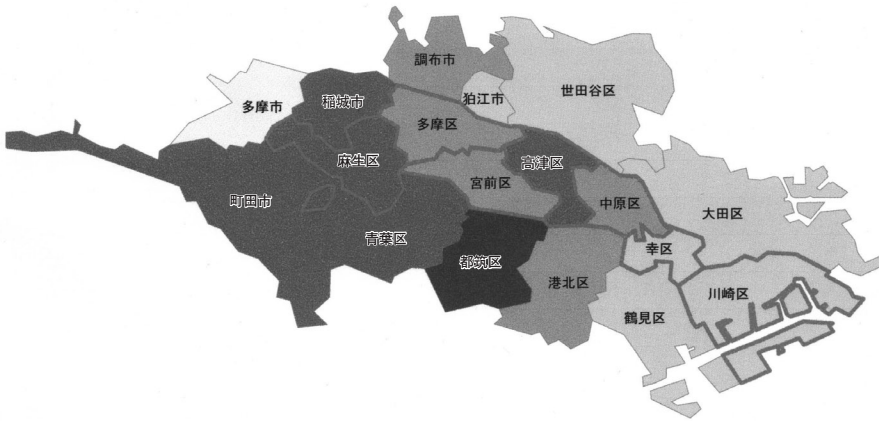 調布市
世田谷区
狛江市
多摩市
稲城市
多摩区
麻生区
高津区
宮前区
町田市
中原区
大田区
青葉区
幸区
都筑区
港北区
川崎区
鶴見区